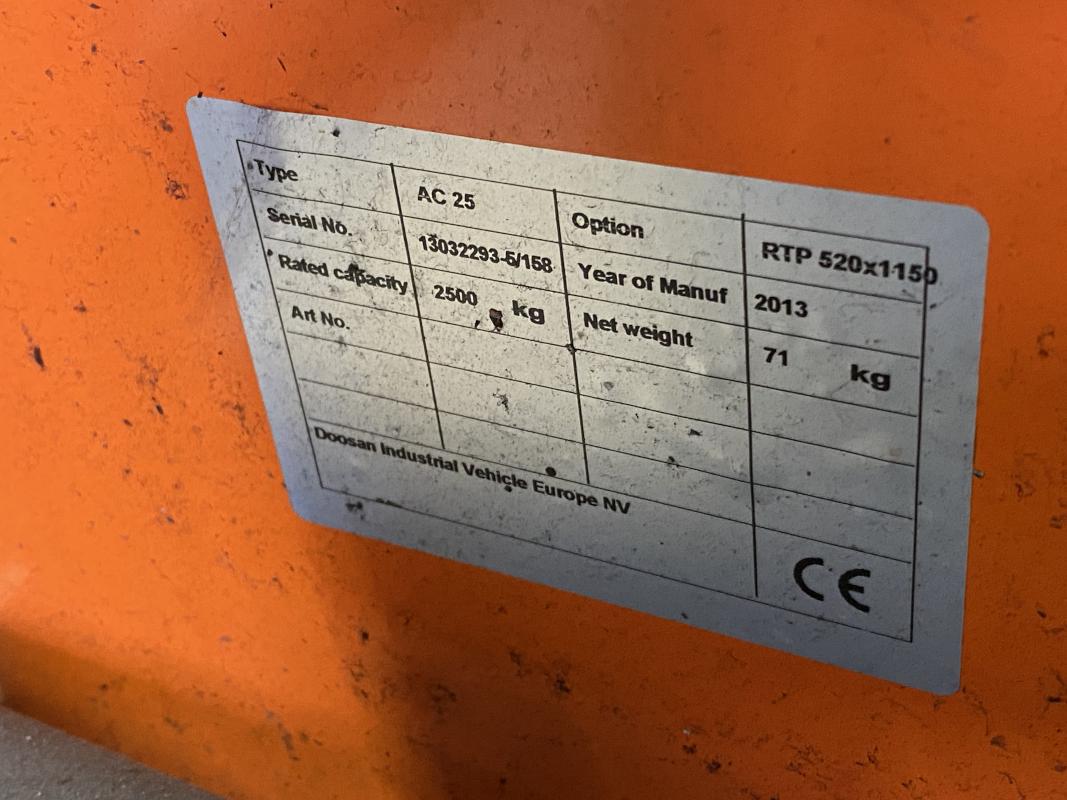 Type AC 25 Option RTP 520x1150
Serial No. 13032293-5/158 Year of Manuf 2013
Rated capacity 2500 kg Net weight 71 kg
Art No.
Doosan Industrial Vehicle Europe NV
CE